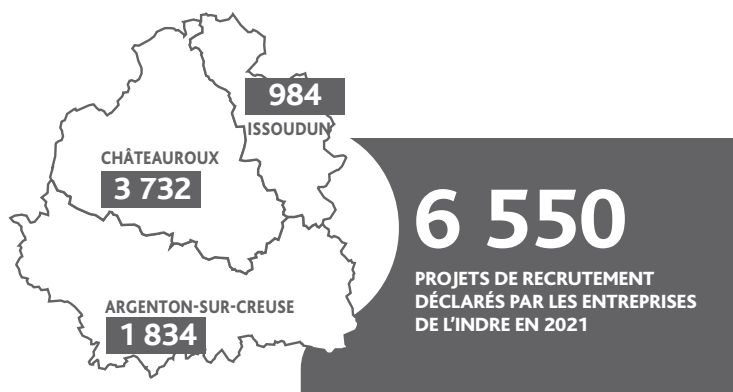 984
ISSOUDUN
CHÂTEAUROUX
3 732
ARGENTON-SUR-CREUSE
1 834
6 550
PROJETS DE RECRUTEMENT
DÉCLARÉS PAR LES ENTREPRISES
DE L'INDRE EN 2021